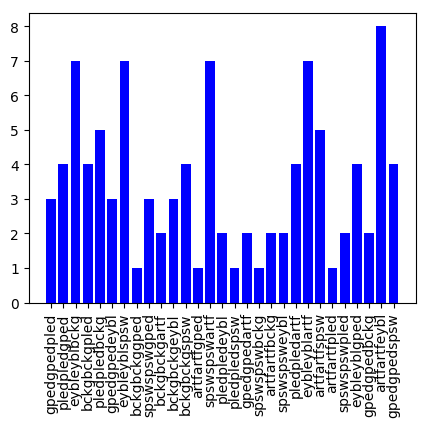 8
7
6
5
4
3
2
1
0
gpedgpedpled
pledpledgped
eybleyblbckg
bckgbckgpled
pledpledbckg
gpedgpedeybl
eybleyblspsw
bckgbckggped
spswspswgped
bckgbckgartf
bckgbckgeybl
bckgbckgspsw
artfartfgped
spswspswartf
pledpledeybl
pledpledspsw
gpedgpedartf
spswspswbckg
artfartfbckg
spswspsweybl
pledpledartf
eybleyblartf
artfartfspsw
artfartfpled
spswspswpled
eybleyblgped
gpedgpedbckg
artfartfeybl
gpedgpedspsw